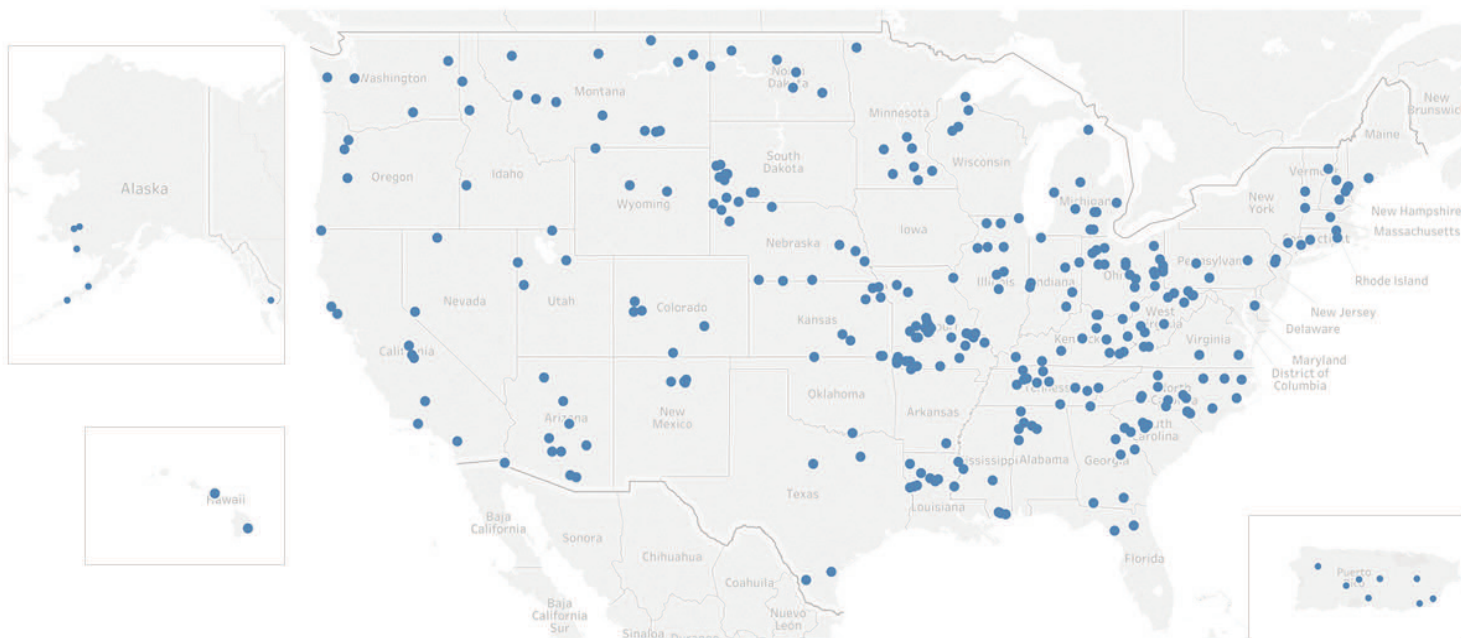 Alaska
Hawaii
Washington
Oregon
Idaho
Montana
Wyoming
Nevada
Utah
Colorado
California
Arizona
New
Mexico
North
Dakota
South
Dakota
Nebraska
Kansas
Oklahoma
Texas
Minnesota
Iowa
Wisconsin
Michigan
Illinois
Indiana
Ohio
Arkansas
Louisiana
Mississippi
Alabama
Georgia
Florida
Tennessee
Kentucky
West
Virginia
Virginia
North
Carolina
South
Carolina
Pennsylvania
New
York
Vermont
Maine
New
Brunswick
New Hampshire
Massachusetts
Connecticut
Rhode Island
New Jersey
Delaware
Maryland
District of
Columbia
Baja
California
Sonora
Chihuahua
Coahuila
Baja
California
Sur
Sinaloa
Durango
Nuevo
León
Puerto
Rico